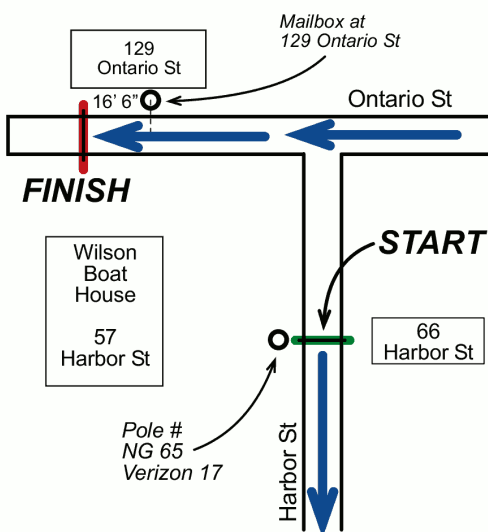 129
Ontario St
Mailbox at
129 Ontario St
16' 6"
Ontario St
FINISH
Wilson
Boat
House
57
Harbor St
START
66
Harbor St
Pole #
NG 65
Verizon 17
Harbor St